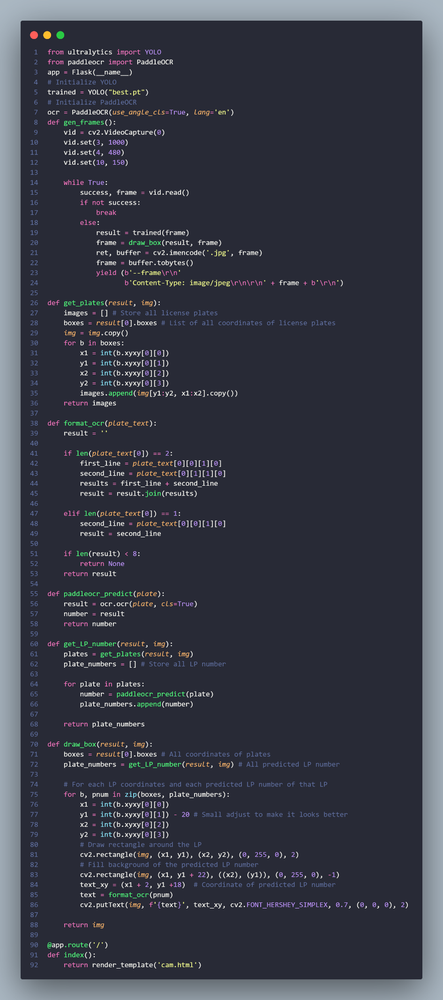 1 from ultralytics import YOLO
2 from paddleocr import PaddleOCR
3 app = Flask(__name__)
4 # Initialize YOLO
5 trained = YOLO("best.pt")
6 # Initialize PaddleOCR
7 ocr = PaddleOCR(use_angle_cls=True, lang='en')
8 def gen_frames():
9     vid = cv2.VideoCapture(0)
10     vid.set(3, 1000)
11     vid.set(4, 480)
12     vid.set(10, 150)
13
14     while True:
15         success, frame = vid.read()
16         if not success:
17             break
18         else:
19             result = trained(frame)
20             frame = draw_box(result, frame)
21             ret, buffer = cv2.imencode('.jpg', frame)
22             frame = buffer.tobytes()
23             yield (b'--frame\r\n'
24                    b'Content-Type: image/jpeg\r\n\r\n' + frame + b'\r\n')
25
26 def get_plates(result, img):
27     images = [] # Store all license plates
28     boxes = result[0].boxes # List of all coordinates of license plates
29     img = img.copy()
30     for b in boxes:
31         x1 = int(b.xyxy[0][0])
32         y1 = int(b.xyxy[0][1])
33         x2 = int(b.xyxy[0][2])
34         y2 = int(b.xyxy[0][3])
35         images.append(img[y1:y2, x1:x2].copy())
36     return images
37
38 def format_ocr(plate_text):
39     result = ''
40
41     if len(plate_text[0]) == 2:
42         first_line = plate_text[0][0][1][0]
43         second_line = plate_text[0][1][1][0]
44         results = first_line + second_line
45         result = result.join(results)
46
47     elif len(plate_text[0]) == 1:
48         second_line = plate_text[0][0][1][0]
49         result = second_line
50
51     if len(result) < 8:
52         return None
53     return result
54
55 def paddleocr_predict(plate):
56     result = ocr.ocr(plate, cls=True)
57     number = result
58     return number
59
60 def get_LP_number(result, img):
61     plates = get_plates(result, img)
62     plate_numbers = [] # Store all LP number
63
64     for plate in plates:
65         number = paddleocr_predict(plate)
66         plate_numbers.append(number)
67
68     return plate_numbers
69
70 def draw_box(result, img):
71     boxes = result[0].boxes # All coordinates of plates
72     plate_numbers = get_LP_number(result, img) # All predicted LP number
73
74     # For each LP coordinates and each predicted LP number of that LP
75     for b, pnum in zip(boxes, plate_numbers):
76         x1 = int(b.xyxy[0][0])
77         y1 = int(b.xyxy[0][1]) - 20 # Small adjust to make it looks better
78         x2 = int(b.xyxy[0][2])
79         y2 = int(b.xyxy[0][3])
80         # Draw rectangle around the LP
81         cv2.rectangle(img, (x1, y1), (x2, y2), (0, 255, 0), 2)
82         # Fill background of the predicted LP number
83         cv2.rectangle(img, (x1, y1 + 22), ((x2), (y1)), (0, 255, 0), -1)
84         text_xy = (x1 + 2, y1 +18)  # Coordinate of predicted LP number
85         text = format_ocr(pnum)
86         cv2.putText(img, f'{text}', text_xy, cv2.FONT_HERSHEY_SIMPLEX, 0.7, (0, 0, 0), 2)
87
88     return img
89
90 @app.route('/')
91 def index():
92     return render_template('cam.html')